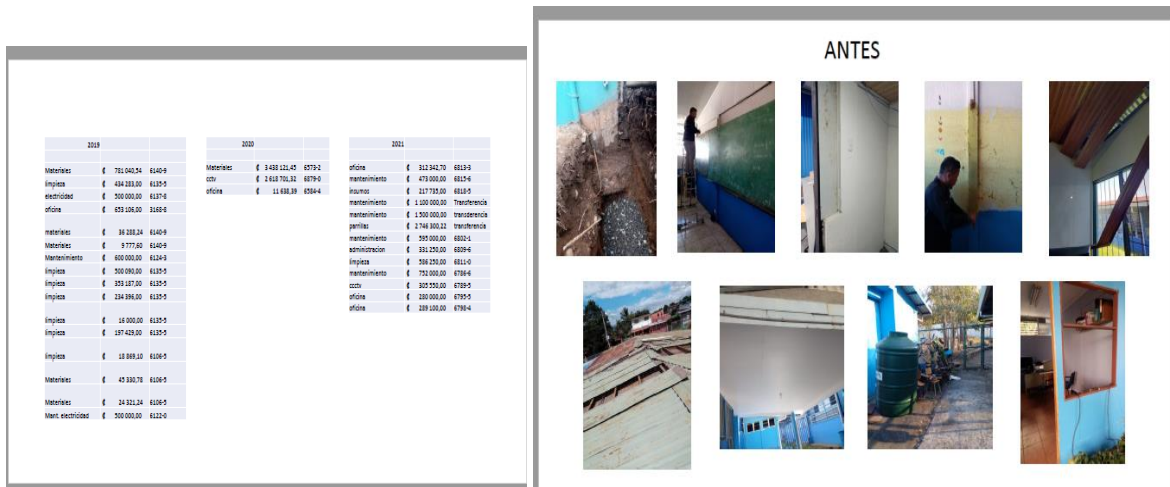 2019
Materiales ₡ 781 040,54 6140-9
limpieza ₡ 434 283,00 6135-5
electricidad ₡ 500 000,00 6137-8
oficina ₡ 653 106,00 3168-8
materiales ₡ 36 288,24 6140-9
Materiales ₡ 9 777,60 6140-9
Mantenimiento ₡ 600 000,00 6124-3
limpieza ₡ 500 090,00 6135-5
limpieza ₡ 353 187,00 6135-5
limpieza ₡ 234 396,00 6135-5
limpieza ₡ 16 000,00 6135-5
limpieza ₡ 197 429,00 6135-5
limpieza ₡ 18 869,10 6106-5
Materiales ₡ 45 330,78 6106-5
Materiales ₡ 24 321,24 6106-5
Mant. electricidad ₡ 500 000,00 6122-0
2020
Materiales ₡ 3 433 121,45 6573-2
cctv ₡ 2 618 701,32 6879-0
oficina ₡ 11 638,39 6584-4
2021
oficina ₡ 312 342,70 6813-3
mantenimiento ₡ 473 000,00 6815-6
insumos ₡ 217 735,00 6818-5
mantenimiento ₡ 1 100 000,00 Transferencia
mantenimiento ₡ 1 500 000,00 transderencia
parrillas ₡ 2 746 300,22 transferencia
mantenimiento ₡ 595 000,00 6802-1
administracion ₡ 331 250,00 6809-6
limpieza ₡ 586 250,00 6811-0
mantenimiento ₡ 752 000,00 6786-6
ccctv ₡ 305 550,00 6789-5
oficina ₡ 280 000,00 6795-5
oficina ₡ 289 100,00 6798-4
ANTES